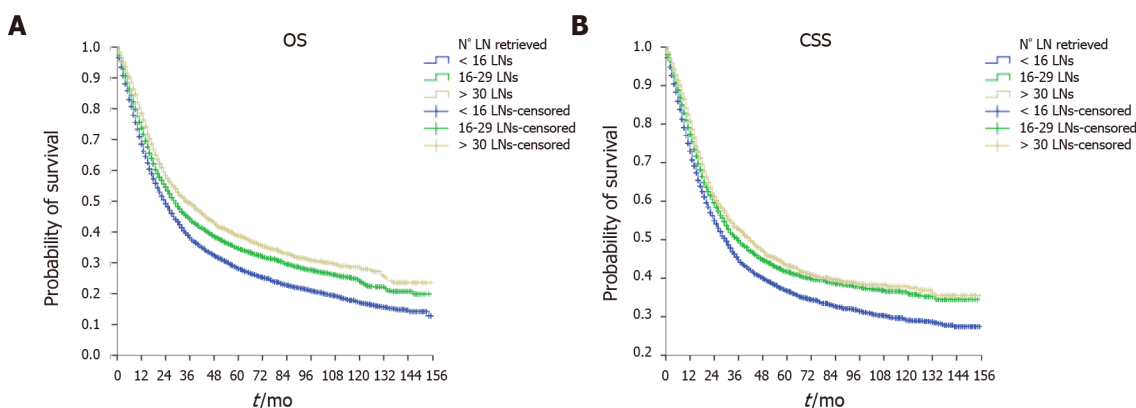 A
OS
N° LN retrieved
< 16 LNs
16-29 LNs
> 30 LNs
< 16 LNs-censored
16-29 LNs-censored
> 30 LNs-censored
Probability of survival
1.0
0.9
0.8
0.7
0.6
0.5
0.4
0.3
0.2
0.1
0.0
0 12 24 36 48 60 72 84 96 108 120 132 144 156
t/mo
B
CSS
N° LN retrieved
< 16 LNs
16-29 LNs
> 30 LNs
< 16 LNs-censored
16-29 LNs-censored
> 30 LNs-censored
Probability of survival
1.0
0.9
0.8
0.7
0.6
0.5
0.4
0.3
0.2
0 12 24 36 48 60 72 84 96 108 120 132 144 156
t/mo